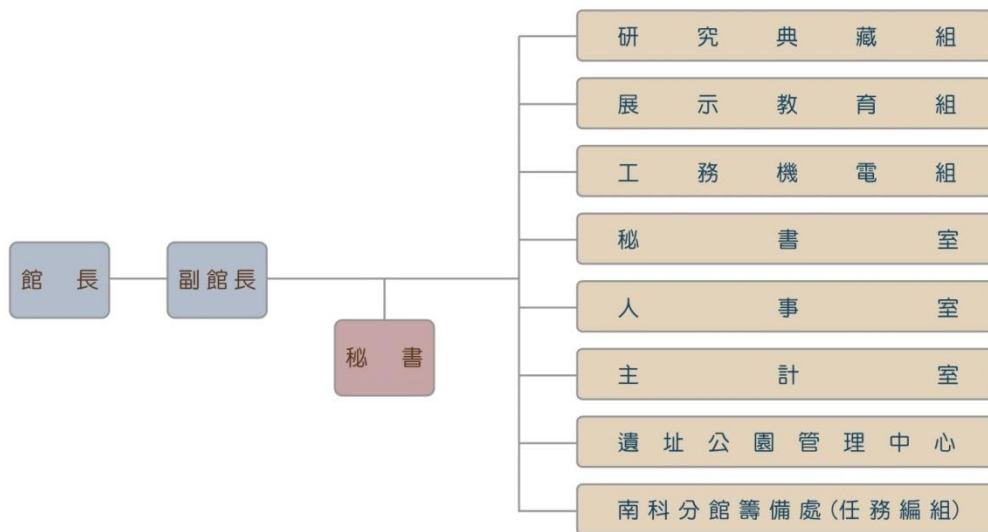 館長
副館長
秘書
研究典藏組
展示教育組
工務機電組
秘書室
人事室
主計室
遺址公園管理中心
南科分館籌備處(任務編組)